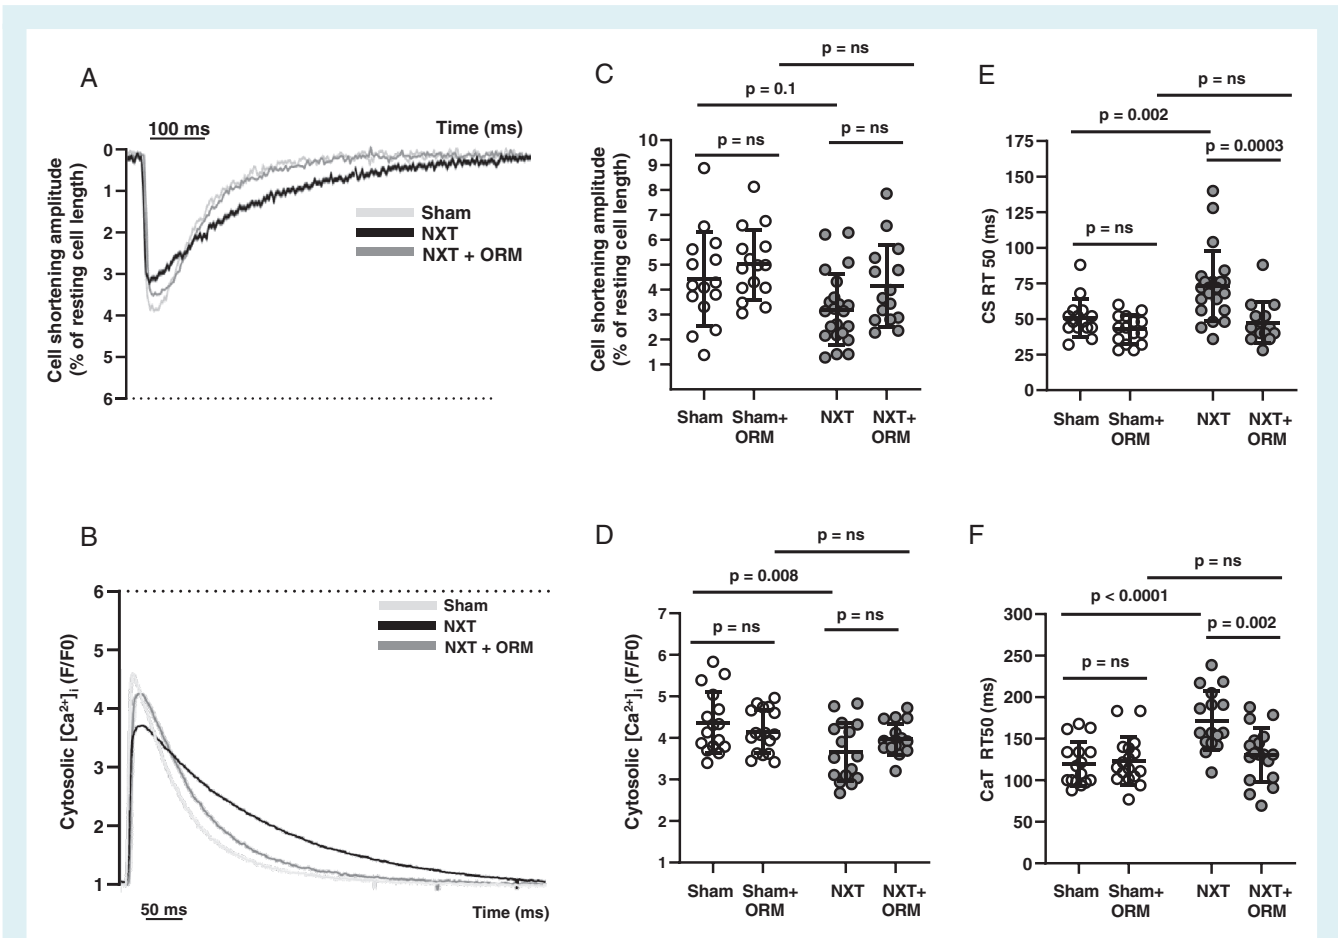 A
100 ms
Time (ms)
0
1
2
3
4
5
6
Cell shortening amplitude
(% of resting cell length)
Sham
NXT
NXT + ORM
C
p = ns
p = 0.1
p = ns
p = ns
10
9
8
7
6
5
4
3
2
1
Cell shortening amplitude
(% of resting cell length)
Sham
Sham+
ORM
NXT
NXT+
ORM
E
p = ns
p = 0.002
p = 0.0003
p = ns
175
150
125
100
75
50
25
0
CS RT 50 (ms)
Sham
Sham+
ORM
NXT
NXT+
ORM
B
6
5
4
3
2
1
Cytosolic [Ca²⁺]ᵢ (F/F0)
Sham
NXT
NXT + ORM
50 ms
Time (ms)
D
p = ns
p = 0.008
p = ns
p = ns
7
6
5
4
3
2
1
Cytosolic [Ca²⁺]ᵢ (F/F0)
Sham
Sham+
ORM
NXT
NXT+
ORM
F
p = ns
p < 0.0001
p = 0.002
p = ns
300
250
200
150
100
50
0
CaT RT50 (ms)
Sham
Sham+
ORM
NXT
NXT+
ORM